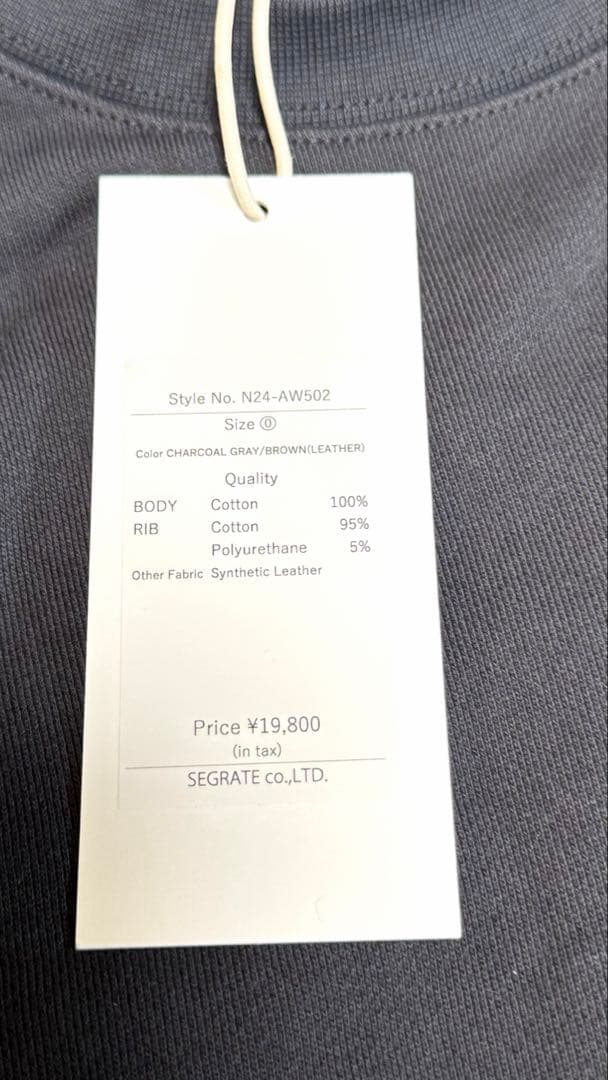 Style No. N24-AW502
Size ⓪
Color CHARCOAL GRAY/BROWN(LEATHER)
Quality
BODY Cotton 100%
RIB Cotton 95%
Polyurethane 5%
Other Fabric Synthetic Leather
Price ¥19,800
(in tax)
SEGRATE co.,LTD.